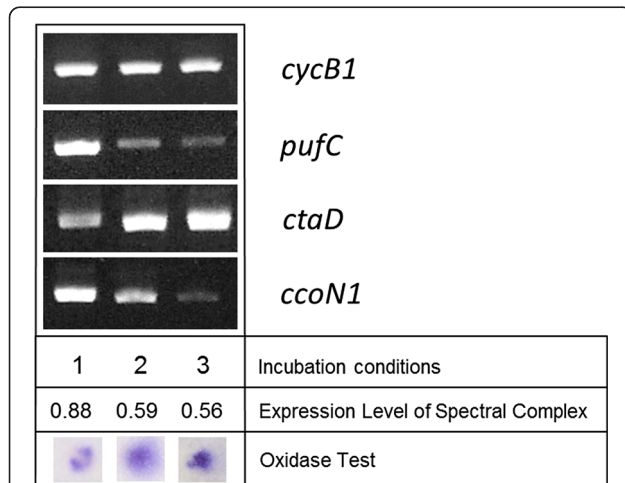 cycB1
pufC
ctaD
ccoN1
1 2 3 Incubation conditions
0.88 0.59 0.56 Expression Level of Spectral Complex
Oxidase Test